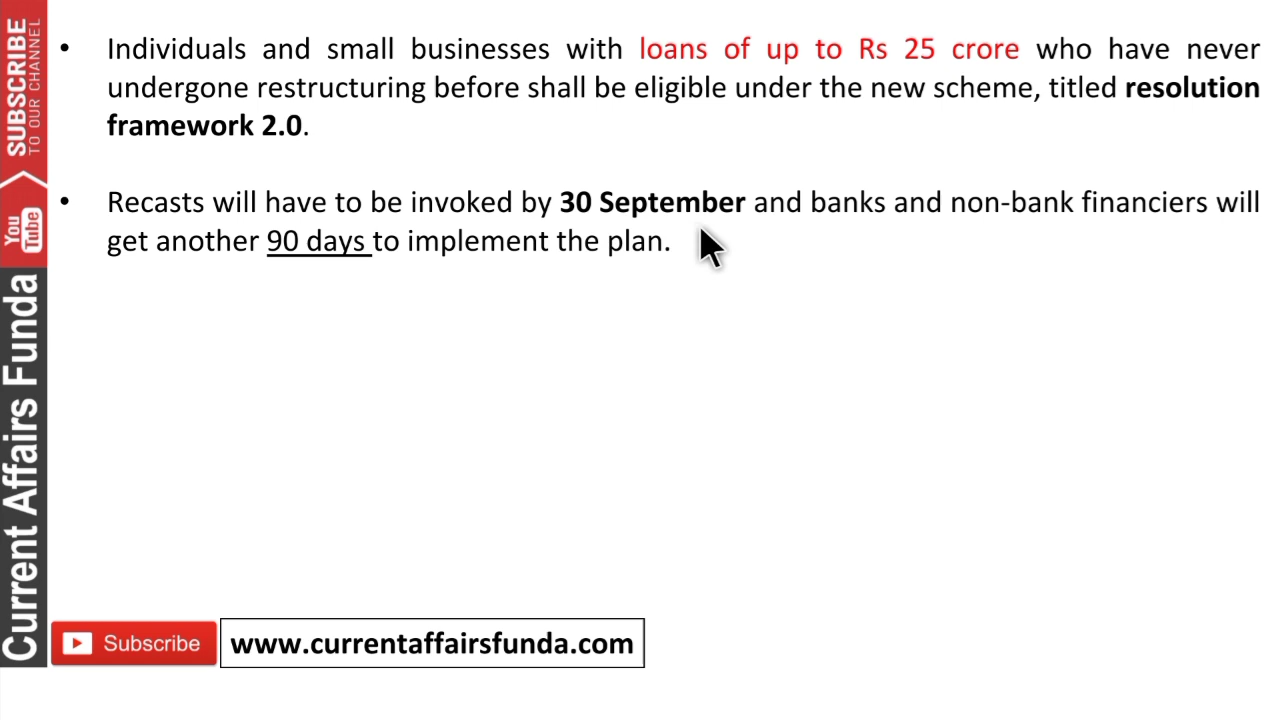 • Individuals and small businesses with loans of up to Rs 25 crore who have never
undergone restructuring before shall be eligible under the new scheme, titled resolution
framework 2.0.
• Recasts will have to be invoked by 30 September and banks and non-bank financiers will
get another 90 days to implement the plan.
SUBSCRIBE
TO OUR CHANNEL
You
Tube
Current Affairs Funda
Subscribe
www.currentaffairsfunda.com